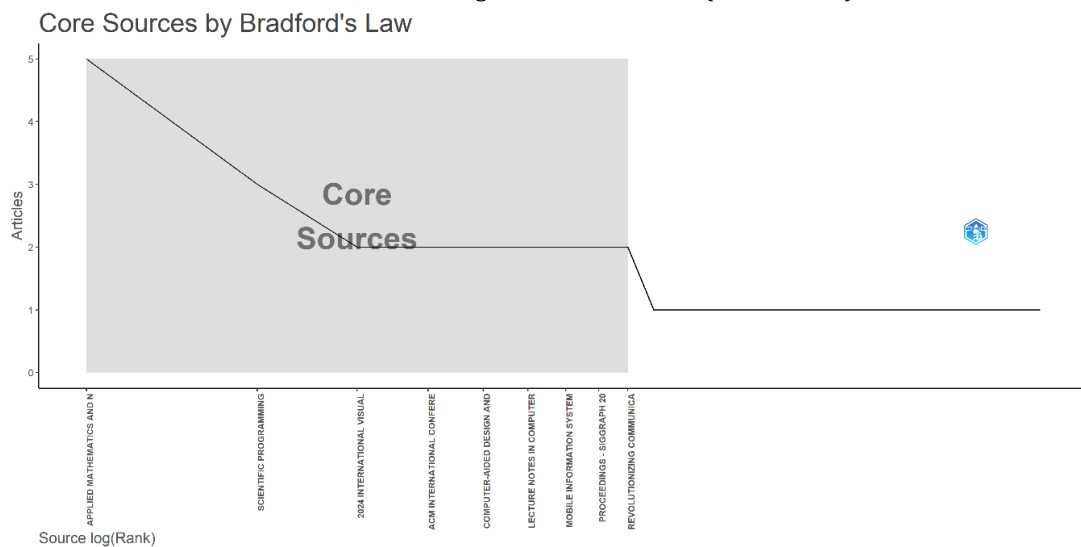 Core Sources by Bradford's Law
5
4
3
2
1
0
Articles
Core
Sources
APPLIED MATHEMATICS AND N
SCIENTIFIC PROGRAMMING
2024 INTERNATIONAL VISUAL
ACM INTERNATIONAL CONFERE
COMPUTER-AIDED DESIGN AND
LECTURE NOTES IN COMPUTER
MOBILE INFORMATION SYSTEM
PROCEEDINGS - SIGGRAPH 20
REVOLUTIONIZING COMMUNICA
Source log(Rank)